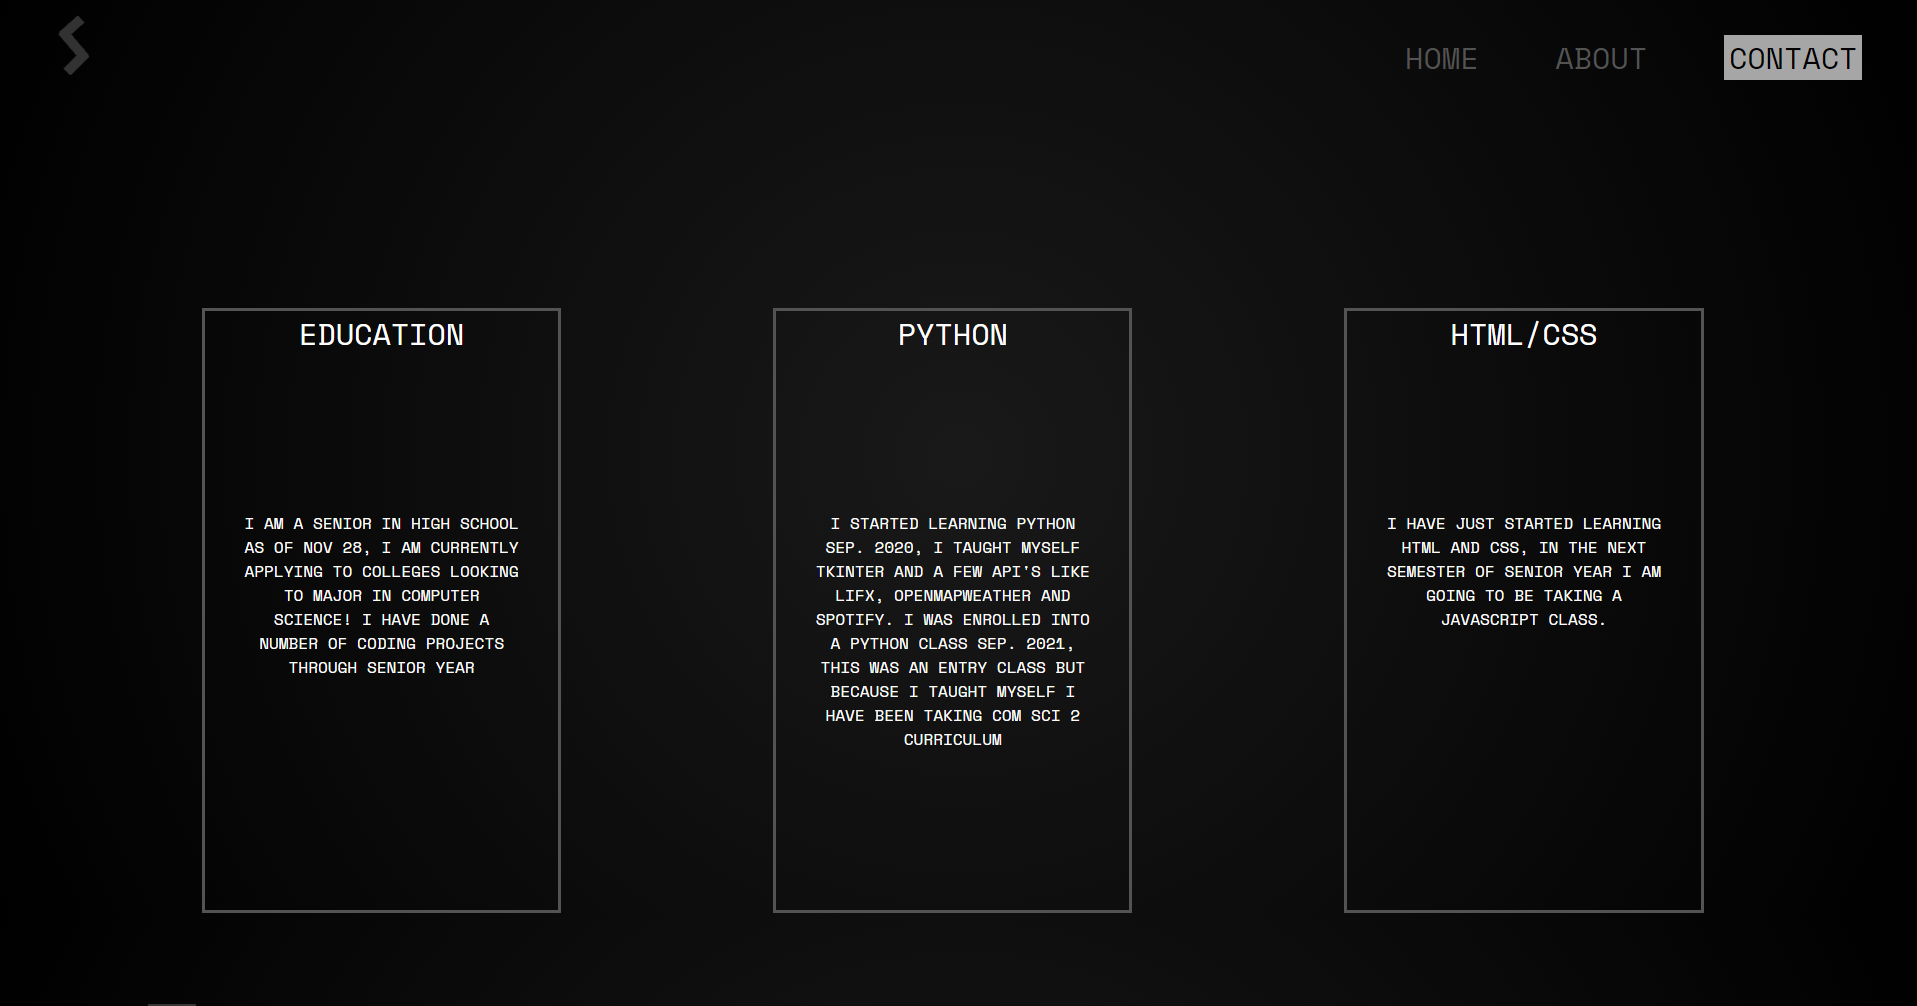 HOME
ABOUT
CONTACT
EDUCATION
I AM A SENIOR IN HIGH SCHOOL
AS OF NOV 28, I AM CURRENTLY
APPLYING TO COLLEGES LOOKING
TO MAJOR IN COMPUTER
SCIENCE! I HAVE DONE A
NUMBER OF CODING PROJECTS
THROUGH SENIOR YEAR
PYTHON
I STARTED LEARNING PYTHON
SEP. 2020, I TAUGHT MYSELF
TKINTER AND A FEW API'S LIKE
LIFX, OPENMAPWEATHER AND
SPOTIFY. I WAS ENROLLED INTO
A PYTHON CLASS SEP. 2021,
THIS WAS AN ENTRY CLASS BUT
BECAUSE I TAUGHT MYSELF I
HAVE BEEN TAKING COM SCI 2
CURRICULUM
HTML/CSS
I HAVE JUST STARTED LEARNING
HTML AND CSS, IN THE NEXT
SEMESTER OF SENIOR YEAR I AM
GOING TO BE TAKING A
JAVASCRIPT CLASS.